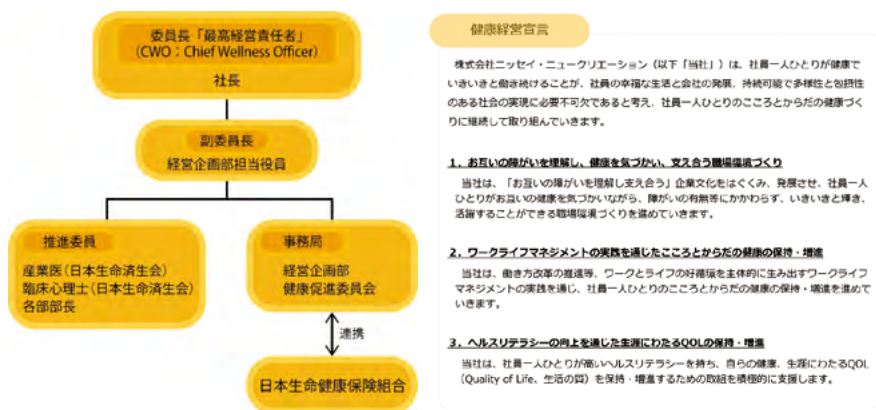 委員長「最高経営責任者」
(CWO:Chief Wellness Officer)
社長
副委員長
経営企画部担当役員
推進委員
産業医(日本生命済生会)
臨床心理士(日本生命済生会)
各部部長
事務局
経営企画部
健康促進委員会
連携
日本生命健康保険組合
健康経営宣言
株式会社ニッセイ・ニュークリエーション(以下「当社」)は、社員一人ひとりが健康で
いきいきと働き続けることが、社員の幸福な生活と会社の発展、持続可能で多様性と包摂性
のある社会の実現に必要不可欠であると考え、社員一人ひとりのこころとからだの健康づく
りに継続して取り組んでいきます。
1.お互いの障がいを理解し、健康を気づかい、支え合う職場環境づくり
当社は、「お互いの障がいを理解し支え合う」企業文化をはぐくみ、発展させ、社員一人
ひとりがお互いの健康を気づかいながら、障がいの有無等にかかわらず、いきいきと輝き、
活躍することができる職場環境づくりを進めていきます。
2.ワークライフマネジメントの実践を通じたこころとからだの健康の保持・増進
当社は、働き方改革の推進等、ワークとライフの好循環を主体的に生み出すワークライフ
マネジメントの実践を通じ、社員一人ひとりのこころとからだの健康の保持・増進を進めて
いきます。
3.ヘルスリテラシーの向上を通じた生涯にわたるQOLの保持・増進
当社は、社員一人ひとりが高いヘルスリテラシーを持ち、自らの健康、生涯にわたるQOL
(Quality of Life、生活の質)を保持・増進するための取組を積極的に支援します。